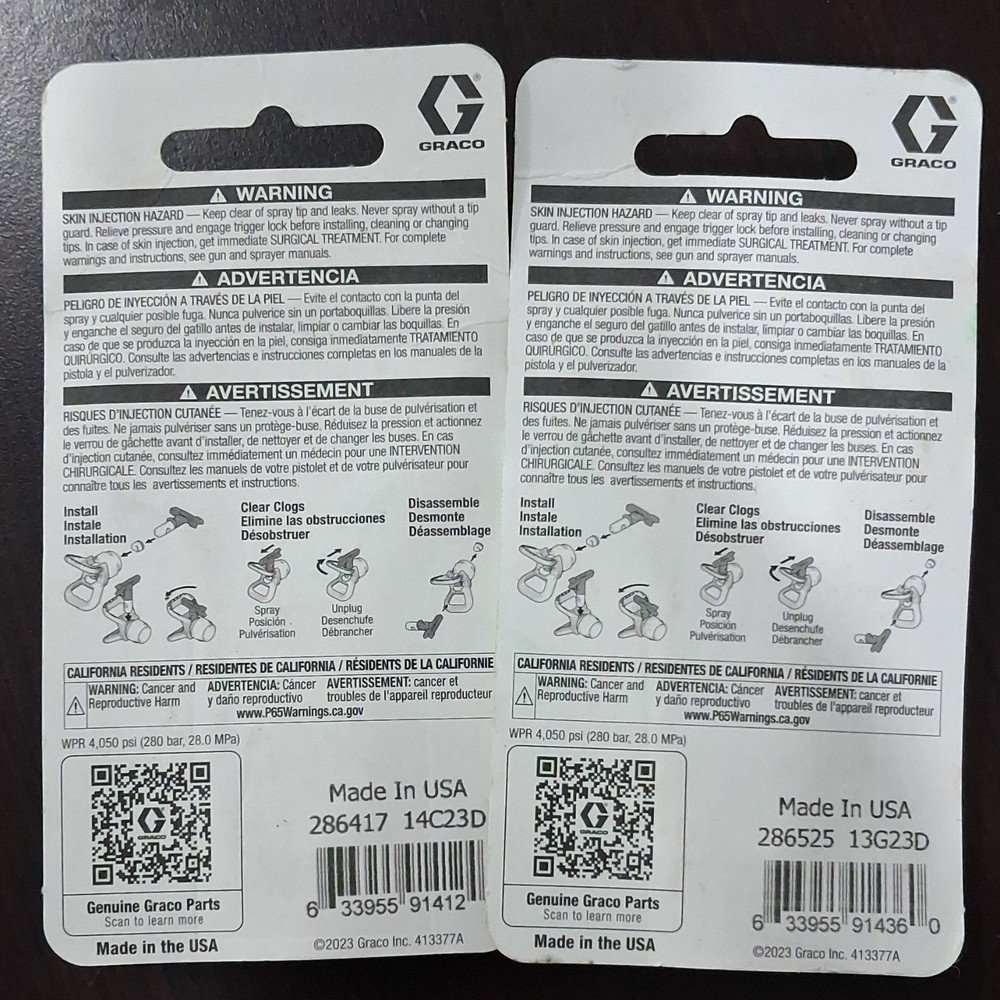 GRACO
WARNING
SKIN INJECTION HAZARD — Keep clear of spray tip and leaks. Never spray without a tip
guard. Relieve pressure and engage trigger lock before installing, cleaning or changing
tips. In case of skin injection, get immediate SURGICAL TREATMENT. For complete
warnings and instructions, see gun and sprayer manuals.
ADVERTENCIA
PELIGRO DE INYECCIÓN A TRAVÉS DE LA PIEL — Evite el contacto con la punta del
spray y cualquier posible fuga. Nunca pulverice sin un portaboquillas. Libere la presión
y enganche el seguro del gatillo antes de instalar, limpiar o cambiar las boquillas. En
caso de que se produzca la inyección en la piel, consiga inmediatamente TRATAMIENTO
QUIRÚRGICO. Consulte las advertencias e instrucciones completas en los manuales de la
pistola y el pulverizador.
AVERTISSEMENT
RISQUES D'INJECTION CUTANÉE — Tenez-vous à l'écart de la buse de pulvérisation et
des fuites. Ne jamais pulvériser sans un protège-buse. Réduisez la pression et actionnez
le verrou de gâchette avant d'installer, de nettoyer et de changer les buses. En cas
d'injection cutanée, consultez immédiatement un médecin pour une INTERVENTION
CHIRURGICALE. Consultez les manuels de votre pistolet et de votre pulvérisateur pour
connaître tous les avertissements et instructions.
Install
Instale
Installation
Clear Clogs
Elimine las obstrucciones
Désobstruer
Disassemble
Desmonte
Déassemblage
Spray
Posición
Pulvérisation
Unplug
Desenchufe
Débrancher
CALIFORNIA RESIDENTS / RESIDENTES DE CALIFORNIA / RÉSIDENTS DE LA CALIFORNIE
WARNING: Cancer and
Reproductive Harm
ADVERTENCIA: Cáncer
y daño reproductivo
AVERTISSEMENT: cancer et
troubles de l'appareil reproducteur
www.P65Warnings.ca.gov
WPR 4,050 psi (280 bar, 28.0 MPa)
GRACO
Genuine Graco Parts
Scan to learn more
Made in the USA
Made In USA
286417 14C23D
6 33955 91412
©2023 Graco Inc. 413377A
GRACO
WARNING
SKIN INJECTION HAZARD — Keep clear of spray tip and leaks. Never spray without a tip
guard. Relieve pressure and engage trigger lock before installing, cleaning or changing
tips. In case of skin injection, get immediate SURGICAL TREATMENT. For complete
warnings and instructions, see gun and sprayer manuals.
ADVERTENCIA
PELIGRO DE INYECCIÓN A TRAVÉS DE LA PIEL — Evite el contacto con la punta del
spray y cualquier posible fuga. Nunca pulverice sin un portaboquillas. Libere la presión
y enganche el seguro del gatillo antes de instalar, limpiar o cambiar las boquillas. En
caso de que se produzca la inyección en la piel, consiga inmediatamente TRATAMIENTO
QUIRÚRGICO. Consulte las advertencias e instrucciones completas en los manuales de la
pistola y el pulverizador.
AVERTISSEMENT
RISQUES D'INJECTION CUTANÉE — Tenez-vous à l'écart de la buse de pulvérisation et
des fuites. Ne jamais pulvériser sans un protège-buse. Réduisez la pression et actionnez
le verrou de gâchette avant d'installer, de nettoyer et de changer les buses. En cas
d'injection cutanée, consultez immédiatement un médecin pour une INTERVENTION
CHIRURGICALE. Consultez les manuels de votre pistolet et de votre pulvérisateur pour
connaître tous les avertissements et instructions.
Install
Instale
Installation
Clear Clogs
Elimine las obstrucciones
Désobstruer
Disassemble
Desmonte
Déassemblage
Spray
Posición
Pulvérisation
Unplug
Desenchufe
Débrancher
CALIFORNIA RESIDENTS / RESIDENTES DE CALIFORNIA / RÉSIDENTS DE LA CALIFORNIE
WARNING: Cancer and
Reproductive Harm
ADVERTENCIA: Cáncer
y daño reproductivo
AVERTISSEMENT: cancer et
troubles de l'appareil reproducteur
www.P65Warnings.ca.gov
WPR 4,050 psi (280 bar, 28.0 MPa)
GRACO
Genuine Graco Parts
Scan to learn more
Made in the USA
Made In USA
286525 13G23D
6 33955 91436 0
©2023 Graco Inc. 413377A